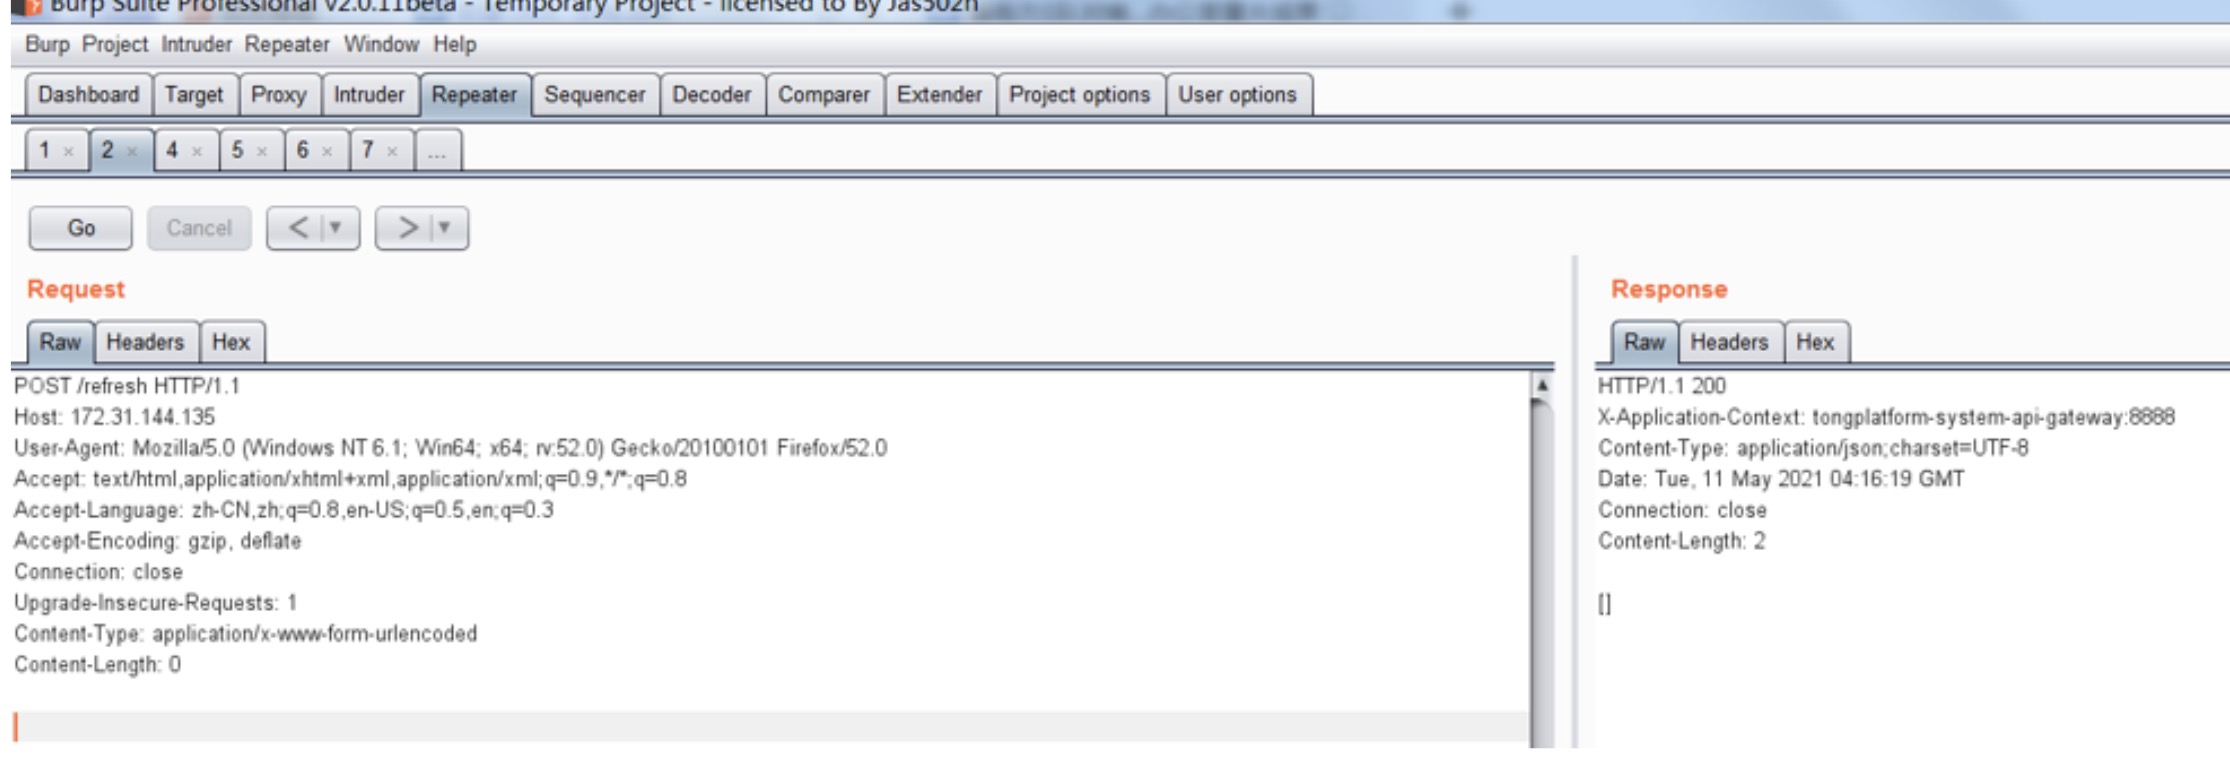 Burp Suite Professional v2.0.11beta - Temporary Project - licensed to By Jas502n
Burp Project Intruder Repeater Window Help
Dashboard Target Proxy Intruder Repeater Sequencer Decoder Comparer Extender Project options User options
1 × 2 × 4 × 5 × 6 × 7 × ...
Go Cancel < ▼ > ▼
Request
Raw Headers Hex
POST /refresh HTTP/1.1
Host: 172.31.144.135
User-Agent: Mozilla/5.0 (Windows NT 6.1; Win64; x64; rv:52.0) Gecko/20100101 Firefox/52.0
Accept: text/html,application/xhtml+xml,application/xml;q=0.9,*/*;q=0.8
Accept-Language: zh-CN,zh;q=0.8,en-US;q=0.5,en;q=0.3
Accept-Encoding: gzip, deflate
Connection: close
Upgrade-Insecure-Requests: 1
Content-Type: application/x-www-form-urlencoded
Content-Length: 0
Response
Raw Headers Hex
HTTP/1.1 200
X-Application-Context: tongplatform-system-api-gateway:8888
Content-Type: application/json;charset=UTF-8
Date: Tue, 11 May 2021 04:16:19 GMT
Connection: close
Content-Length: 2
[]